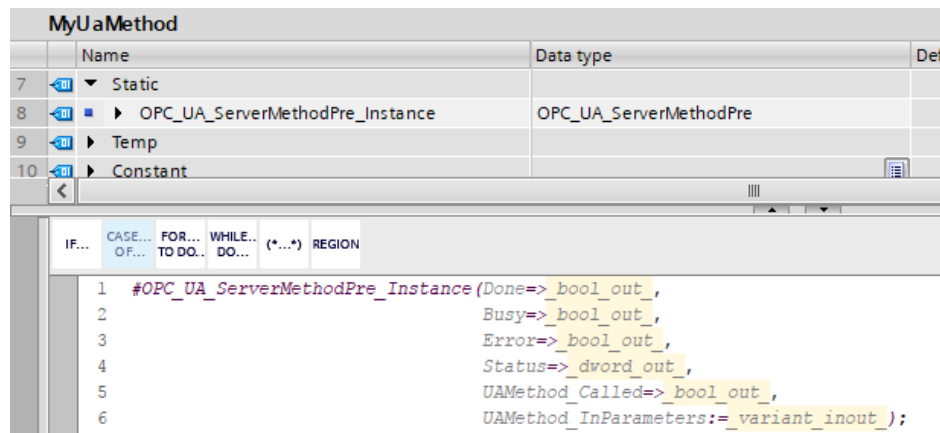 MyUaMethod
Name Data type Def
7 Static
8 OPC_UA_ServerMethodPre_Instance OPC_UA_ServerMethodPre
9 Temp
10 Constant
IF... CASE... OF... FOR... TO DO.. WHILE.. DO... (*...*) REGION
1 #OPC_UA_ServerMethodPre_Instance(Done=>_bool_out_,
2 Busy=>_bool_out_,
3 Error=>_bool_out_,
4 Status=>_dword_out_,
5 UAMethod_Called=>_bool_out_,
6 UAMethod_InParameters:=_variant_inout_);